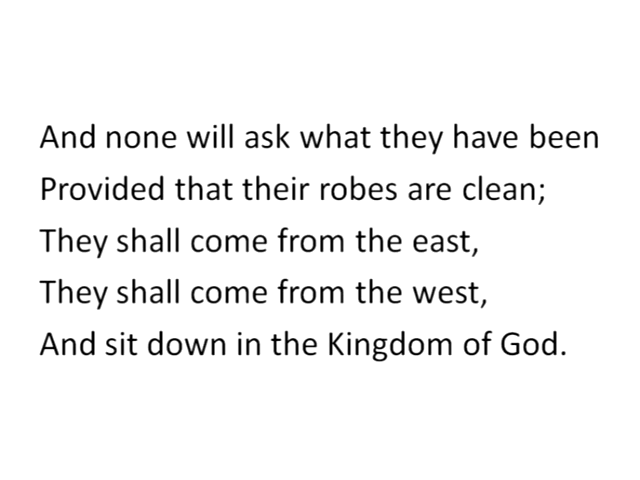 And none will ask what they have been
Provided that their robes are clean;
They shall come from the east,
They shall come from the west,
And sit down in the Kingdom of God.